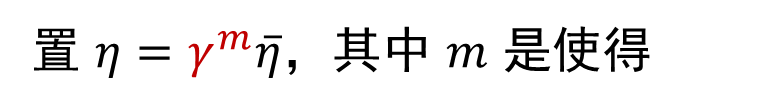 置 𝜂 = 𝛾^𝑚 𝜂̄，其中 𝑚 是使得